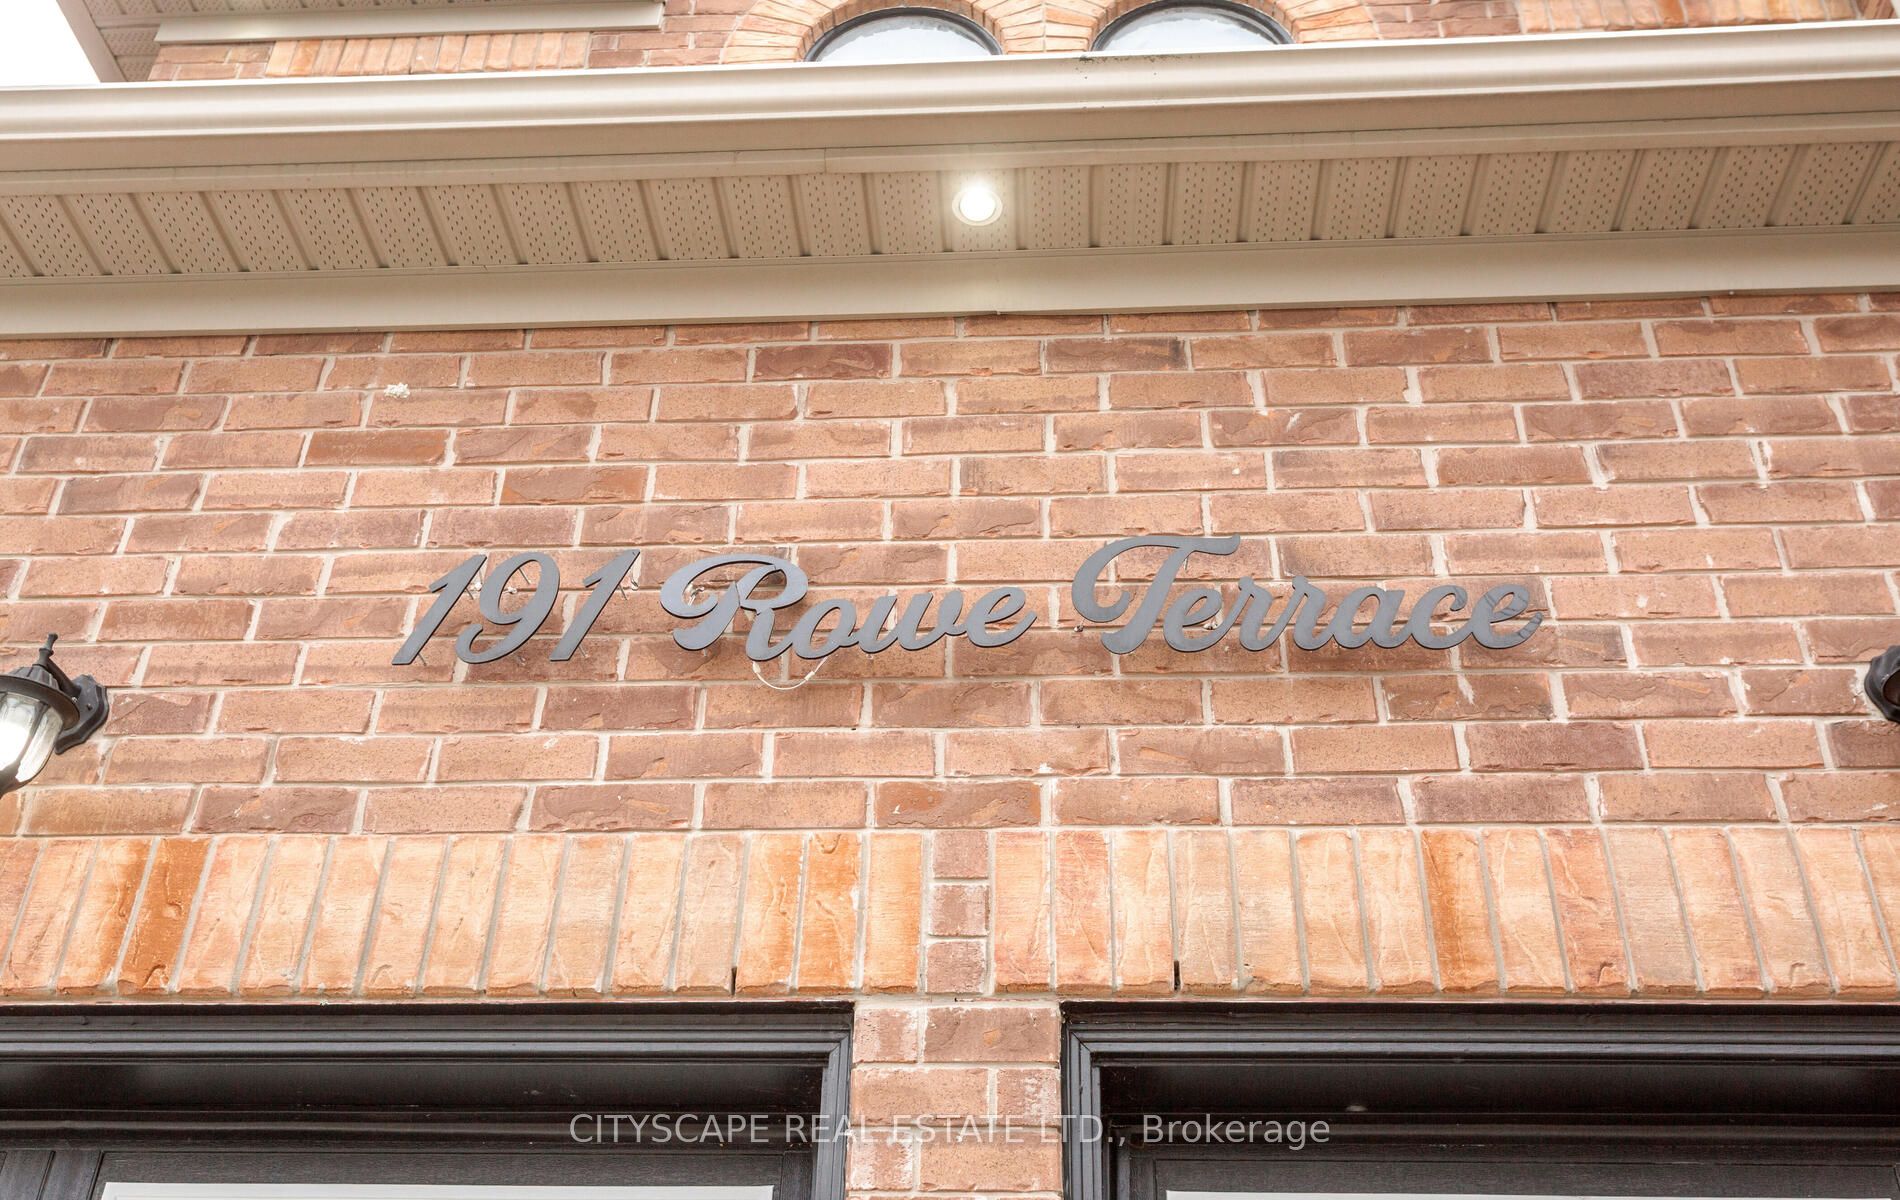 191 Rowe Terrace
CITYSCAPE REAL ESTATE LTD., Brokerage